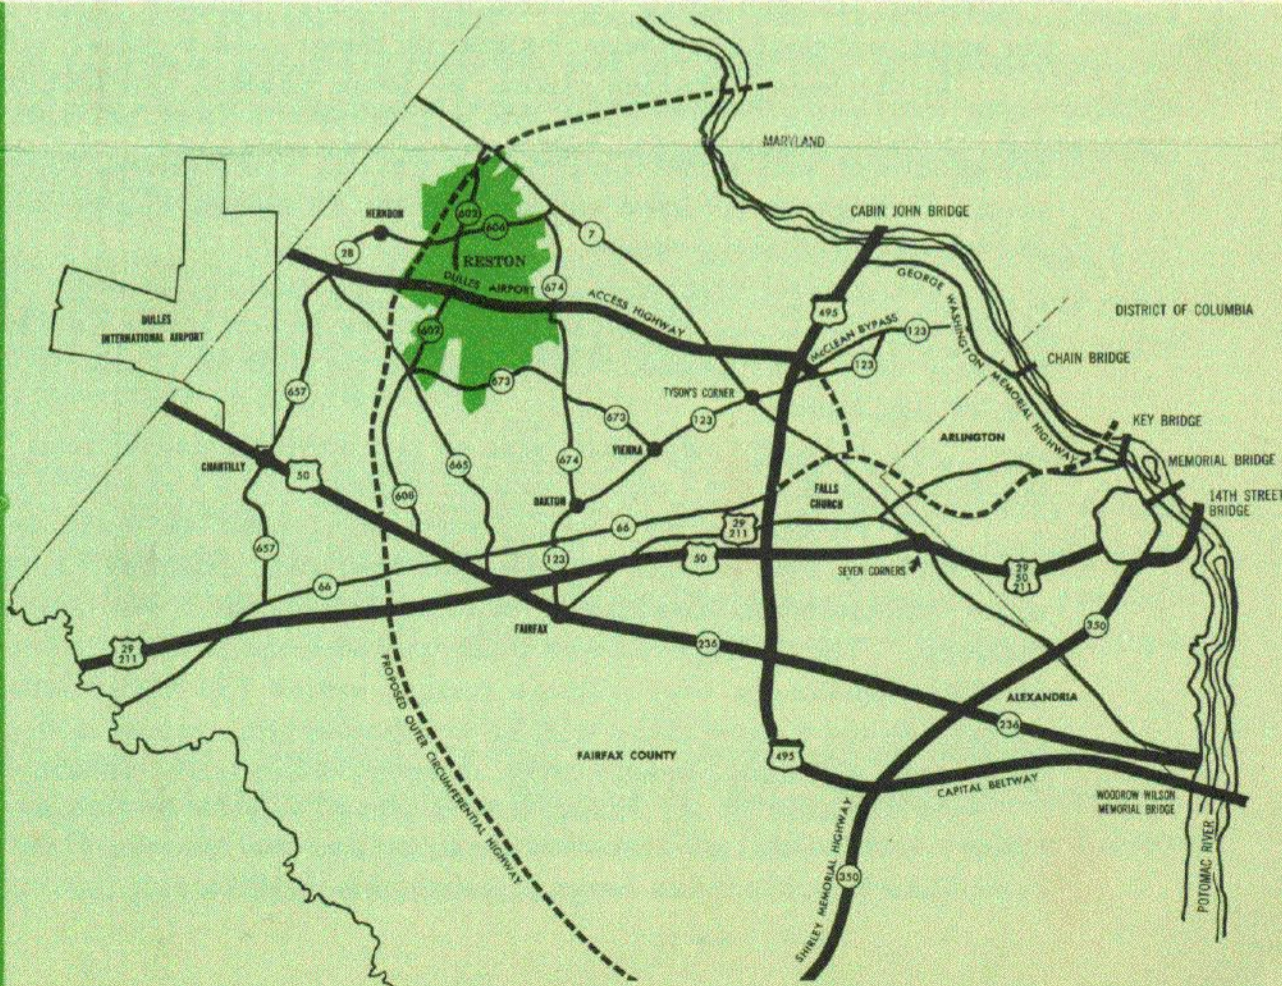 MARYLAND
CABIN JOHN BRIDGE
HERNDON
602
606
7
28
RESTON
GEORGE WASHINGTON MEMORIAL HIGHWAY
DULLES AIRPORT ACCESS HIGHWAY
674
495
DISTRICT OF COLUMBIA
DULLES
INTERNATIONAL AIRPORT
602
McCLEAN BYPASS
123
CHAIN BRIDGE
123
657
673
TYSON'S CORNER
673
123
KEY BRIDGE
ARLINGTON
VIENNA
MEMORIAL BRIDGE
CHANTILLY
50
665
674
608
OAKTON
FALLS
CHURCH
14TH STREET
BRIDGE
66
29
211
657
123
50
SEVEN CORNERS
29
50
211
66
FAIRFAX
350
29
211
236
PROPOSED OUTER CIRCUMFERENTIAL HIGHWAY
ALEXANDRIA
236
FAIRFAX COUNTY
495
CAPITAL BELTWAY
WOODROW WILSON
MEMORIAL BRIDGE
SHIRLEY MEMORIAL HIGHWAY
350
POTOMAC RIVER